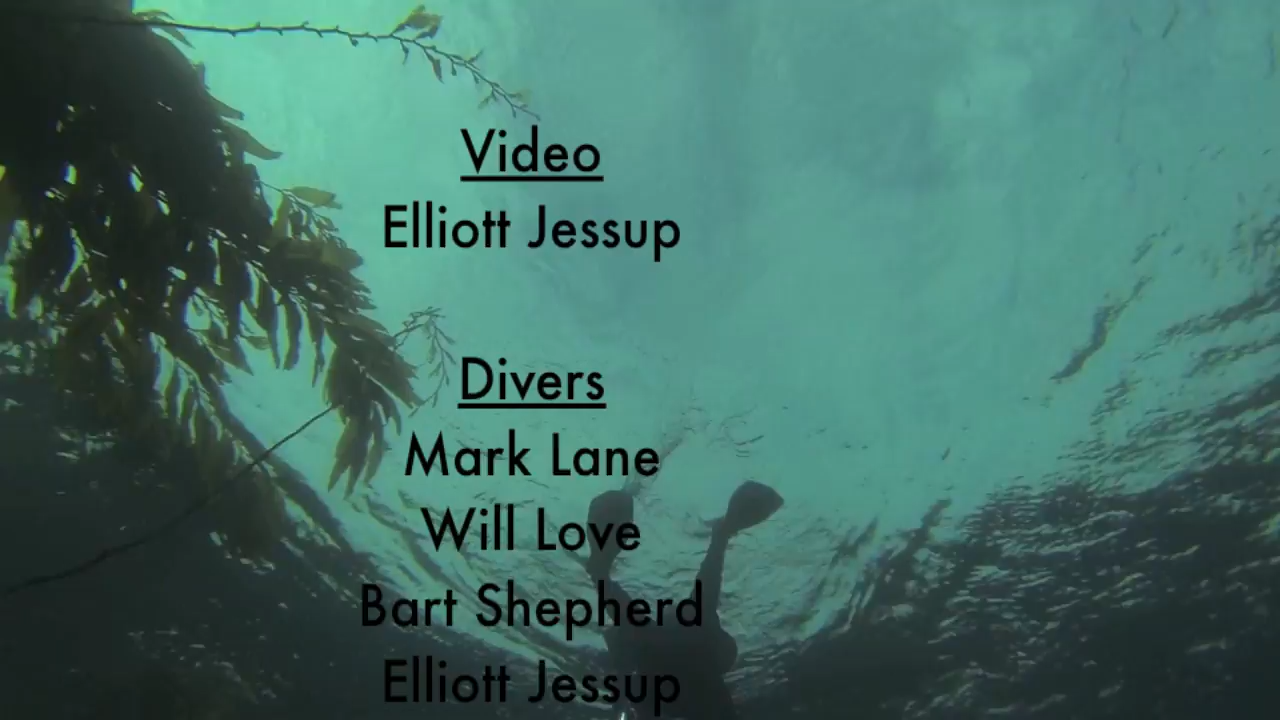 Video
Elliott Jessup
Divers
Mark Lane
Will Love
Bart Shepherd
Elliott Jessup